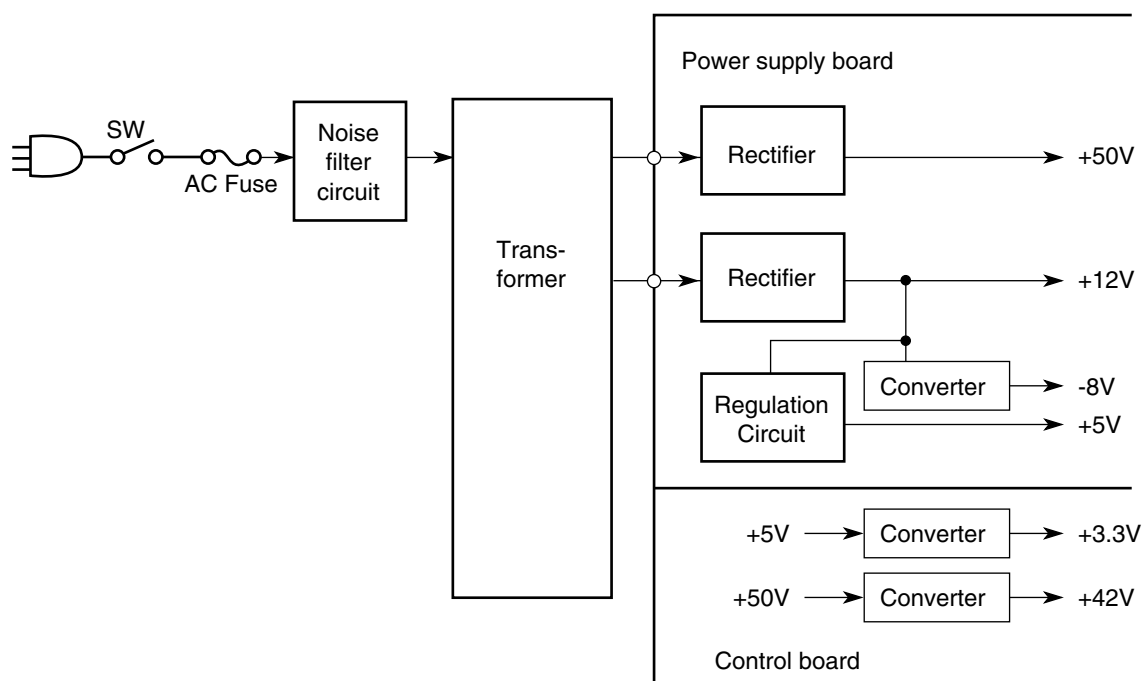 Power supply board
SW
AC Fuse
Noise
filter
circuit
Trans-
former
Rectifier
+50V
Rectifier
+12V
Converter
-8V
Regulation
Circuit
+5V
+5V
Converter
+3.3V
+50V
Converter
+42V
Control board